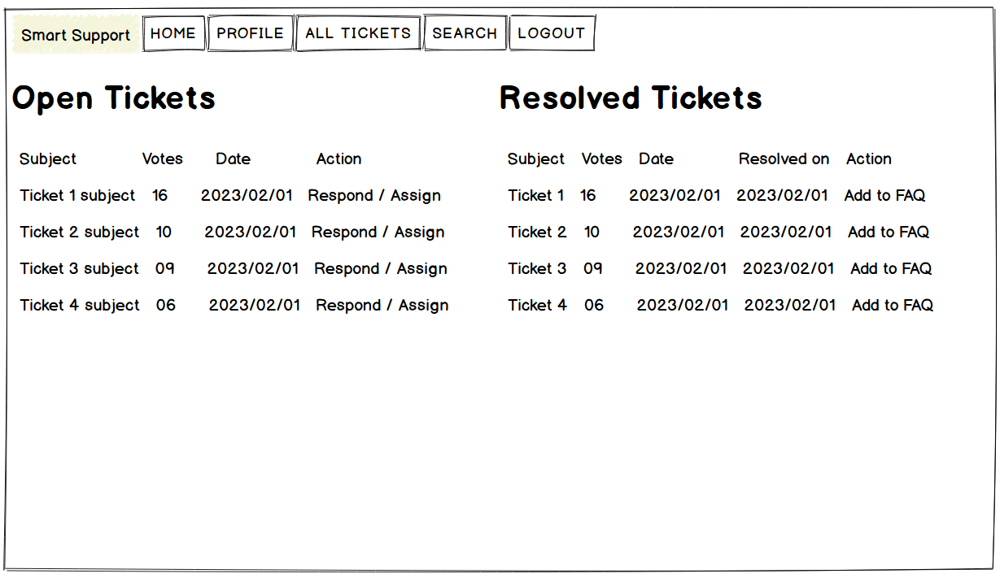 Smart Support HOME PROFILE ALL TICKETS SEARCH LOGOUT
Open Tickets
Subject Votes Date Action
Ticket 1 subject 16 2023/02/01 Respond / Assign
Ticket 2 subject 10 2023/02/01 Respond / Assign
Ticket 3 subject 09 2023/02/01 Respond / Assign
Ticket 4 subject 06 2023/02/01 Respond / Assign
Resolved Tickets
Subject Votes Date Resolved on Action
Ticket 1 16 2023/02/01 2023/02/01 Add to FAQ
Ticket 2 10 2023/02/01 2023/02/01 Add to FAQ
Ticket 3 09 2023/02/01 2023/02/01 Add to FAQ
Ticket 4 06 2023/02/01 2023/02/01 Add to FAQ